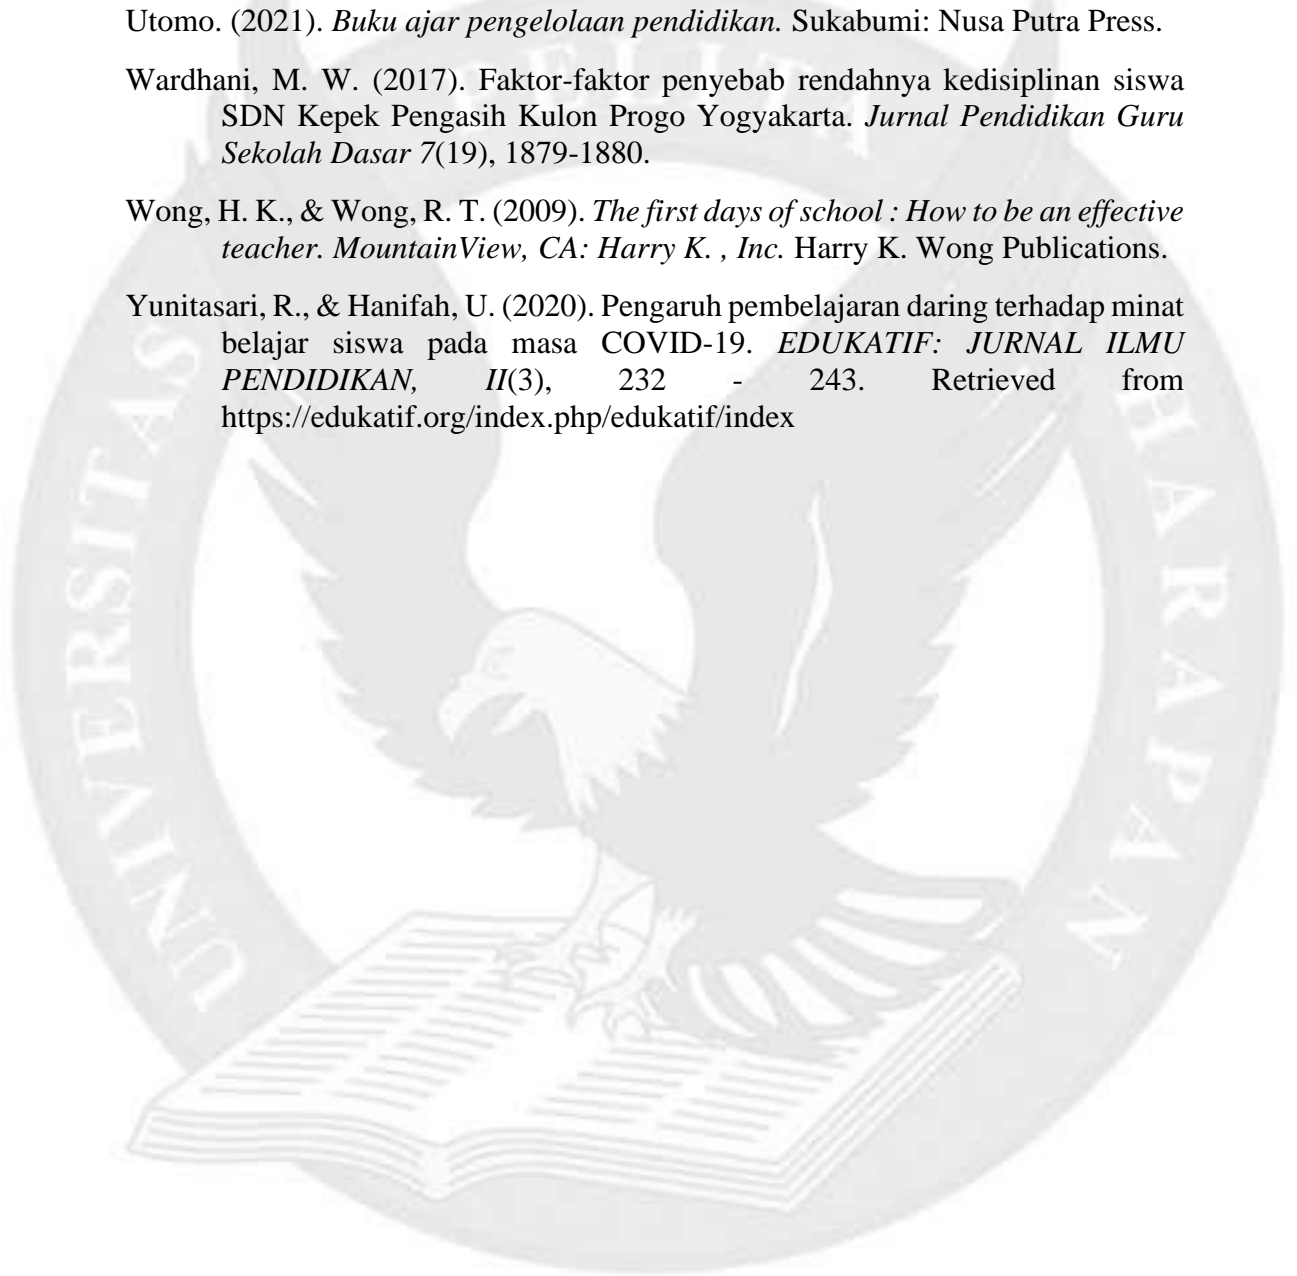 Utomo. (2021). Buku ajar pengelolaan pendidikan. Sukabumi: Nusa Putra Press.
Wardhani, M. W. (2017). Faktor-faktor penyebab rendahnya kedisiplinan siswa
SDN Kepek Pengasih Kulon Progo Yogyakarta. Jurnal Pendidikan Guru
Sekolah Dasar 7(19), 1879-1880.
Wong, H. K., & Wong, R. T. (2009). The first days of school : How to be an effective
teacher. MountainView, CA: Harry K. , Inc. Harry K. Wong Publications.
Yunitasari, R., & Hanifah, U. (2020). Pengaruh pembelajaran daring terhadap minat
belajar siswa pada masa COVID-19. EDUKATIF: JURNAL ILMU
PENDIDIKAN, II(3), 232 - 243. Retrieved from
https://edukatif.org/index.php/edukatif/index
UNIVERSITAS
PELITA
HARAPAN